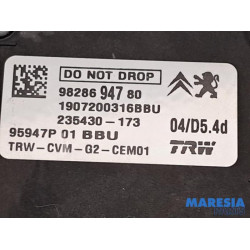 DO NOT DROP
98286 947 80
1907200316BBU
235430-173
04/D5.4d
95947P 01 BBU
TRW-CVM-G2-CEM01
TRW
MARESIA